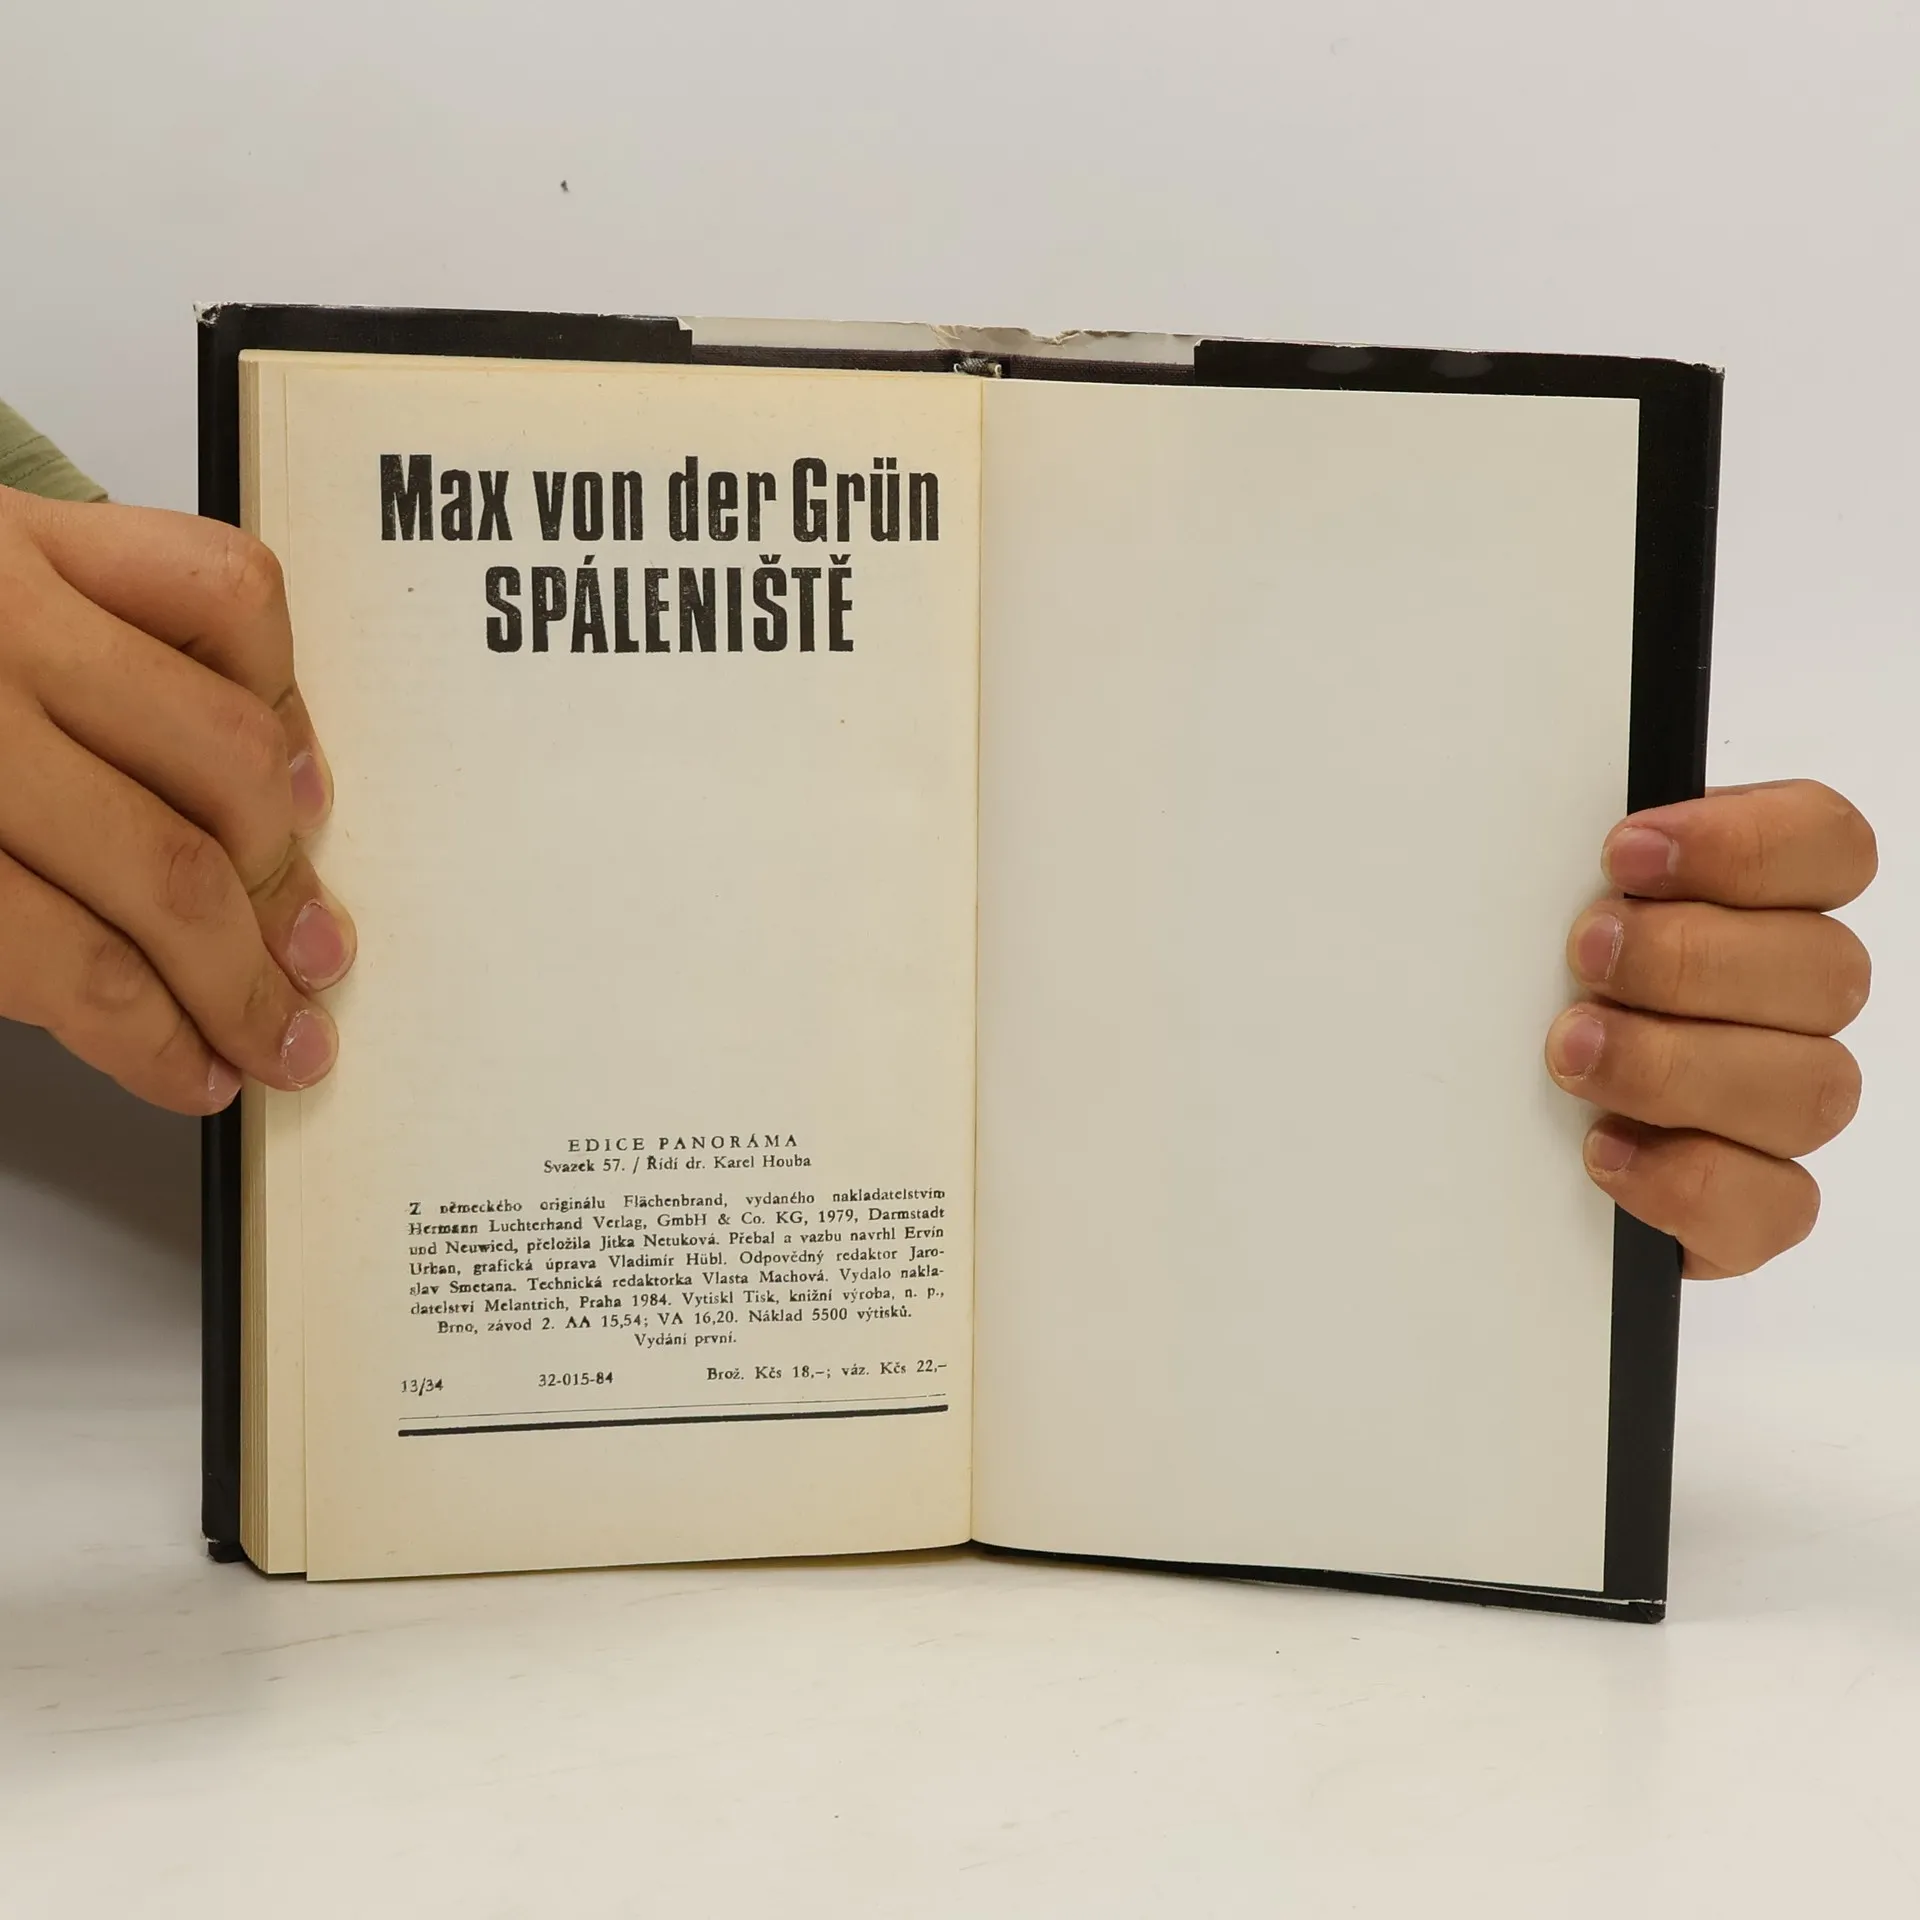 Max von der Grün
SPÁLENIŠTĚ
EDICE PANORÁMA
Svazek 57. / Řídí dr. Karel Houba
Z německého originálu Flächenbrand, vydaného nakladatelstvím
Hermann Luchterhand Verlag, GmbH & Co. KG, 1979, Darmstadt
und Neuwied, přeložila Jitka Netuková. Přebal a vazbu navrhl Ervín
Urban, grafická úprava Vladimír Hübl. Odpovědný redaktor Jaro-
slav Smetana. Technická redaktorka Vlasta Machová. Vydalo nakla-
datelství Melantrich, Praha 1984. Vytiskl Tisk, knižní výroba, n. p.,
Brno, závod 2. AA 15,54; VA 16,20. Náklad 5500 výtisků.
Vydání první.
13/34 32-015-84 Brož. Kčs 18,–; váz. Kčs 22,–